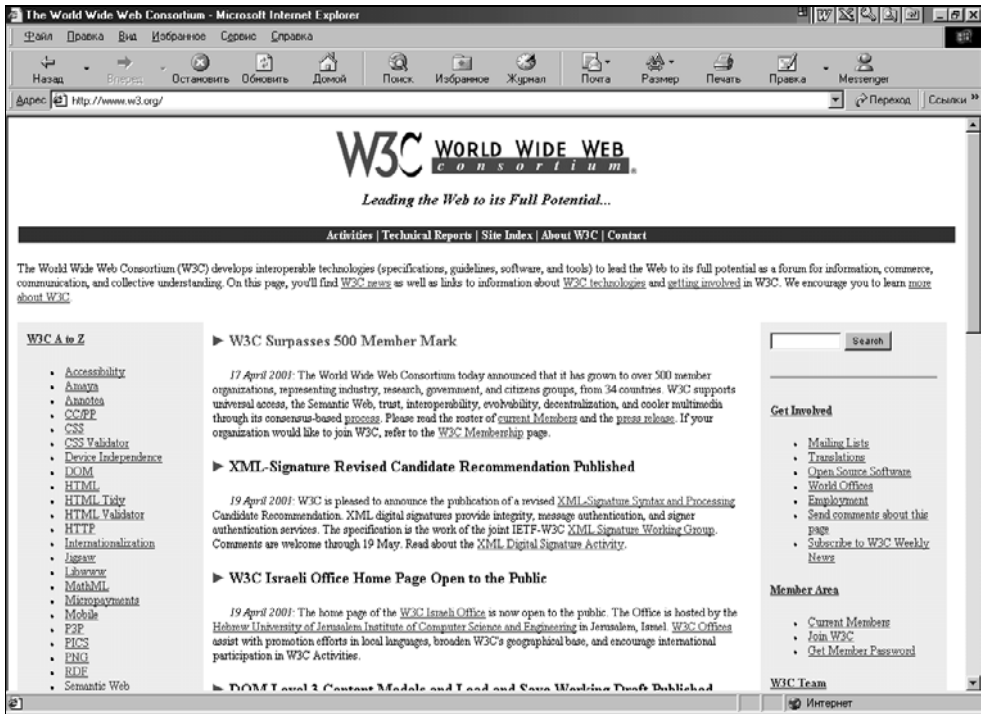 The World Wide Web Consortium - Microsoft Internet Explorer
Файл Правка Вид Избранное Сервис Справка
Назад Вперед Остановить Обновить Домой Поиск Избранное Журнал Почта Размер Печать Правка Messenger
Адрес http://www.w3.org/ Переход Ссылки »
W3C WORLD WIDE WEB
consortium
Leading the Web to its Full Potential...
Activities | Technical Reports | Site Index | About W3C | Contact
The World Wide Web Consortium (W3C) develops interoperable technologies (specifications, guidelines, software, and tools) to lead the Web to its full potential as a forum for information, commerce,
communication, and collective understanding. On this page, you'll find W3C news as well as links to information about W3C technologies and getting involved in W3C. We encourage you to learn more
about W3C.
W3C A to Z
Accessibility
Amaya
Annotea
CC/PP
CSS
CSS Validator
Device Independence
DOM
HTML
HTML Tidy
HTML Validator
HTTP
Internationalization
Jigsaw
Libwww
MathML
Micropayments
Mobile
P3P
PICS
PNG
RDF
Semantic Web
W3C Surpasses 500 Member Mark
17 April 2001: The World Wide Web Consortium today announced that it has grown to over 500 member
organizations, representing industry, research, government, and citizens groups, from 34 countries. W3C supports
universal access, the Semantic Web, trust, interoperability, evolvability, decentralization, and cooler multimedia
through its consensus-based process. Please read the roster of current Members and the press release. If your
organization would like to join W3C, refer to the W3C Membership page.
XML-Signature Revised Candidate Recommendation Published
19 April 2001: W3C is pleased to announce the publication of a revised XML-Signature Syntax and Processing
Candidate Recommendation. XML digital signatures provide integrity, message authentication, and signer
authentication services. The specification is the work of the joint IETF-W3C XML Signature Working Group.
Comments are welcome through 19 May. Read about the XML Digital Signature Activity.
W3C Israeli Office Home Page Open to the Public
19 April 2001: The home page of the W3C Israeli Office is now open to the public. The Office is hosted by the
Hebrew University of Jerusalem Institute of Computer Science and Engineering in Jerusalem, Israel. W3C Offices
assist with promotion efforts in local languages, broaden W3C's geographical base, and encourage international
participation in W3C Activities.
DOM Level 3 Content Models and Load and Save Working Draft Published
Search
Get Involved
Mailing Lists
Translations
Open Source Software
World Offices
Employment
Send comments about this
page
Subscribe to W3C Weekly
News
Member Area
Current Members
Join W3C
Get Member Password
W3C Team
Интернет